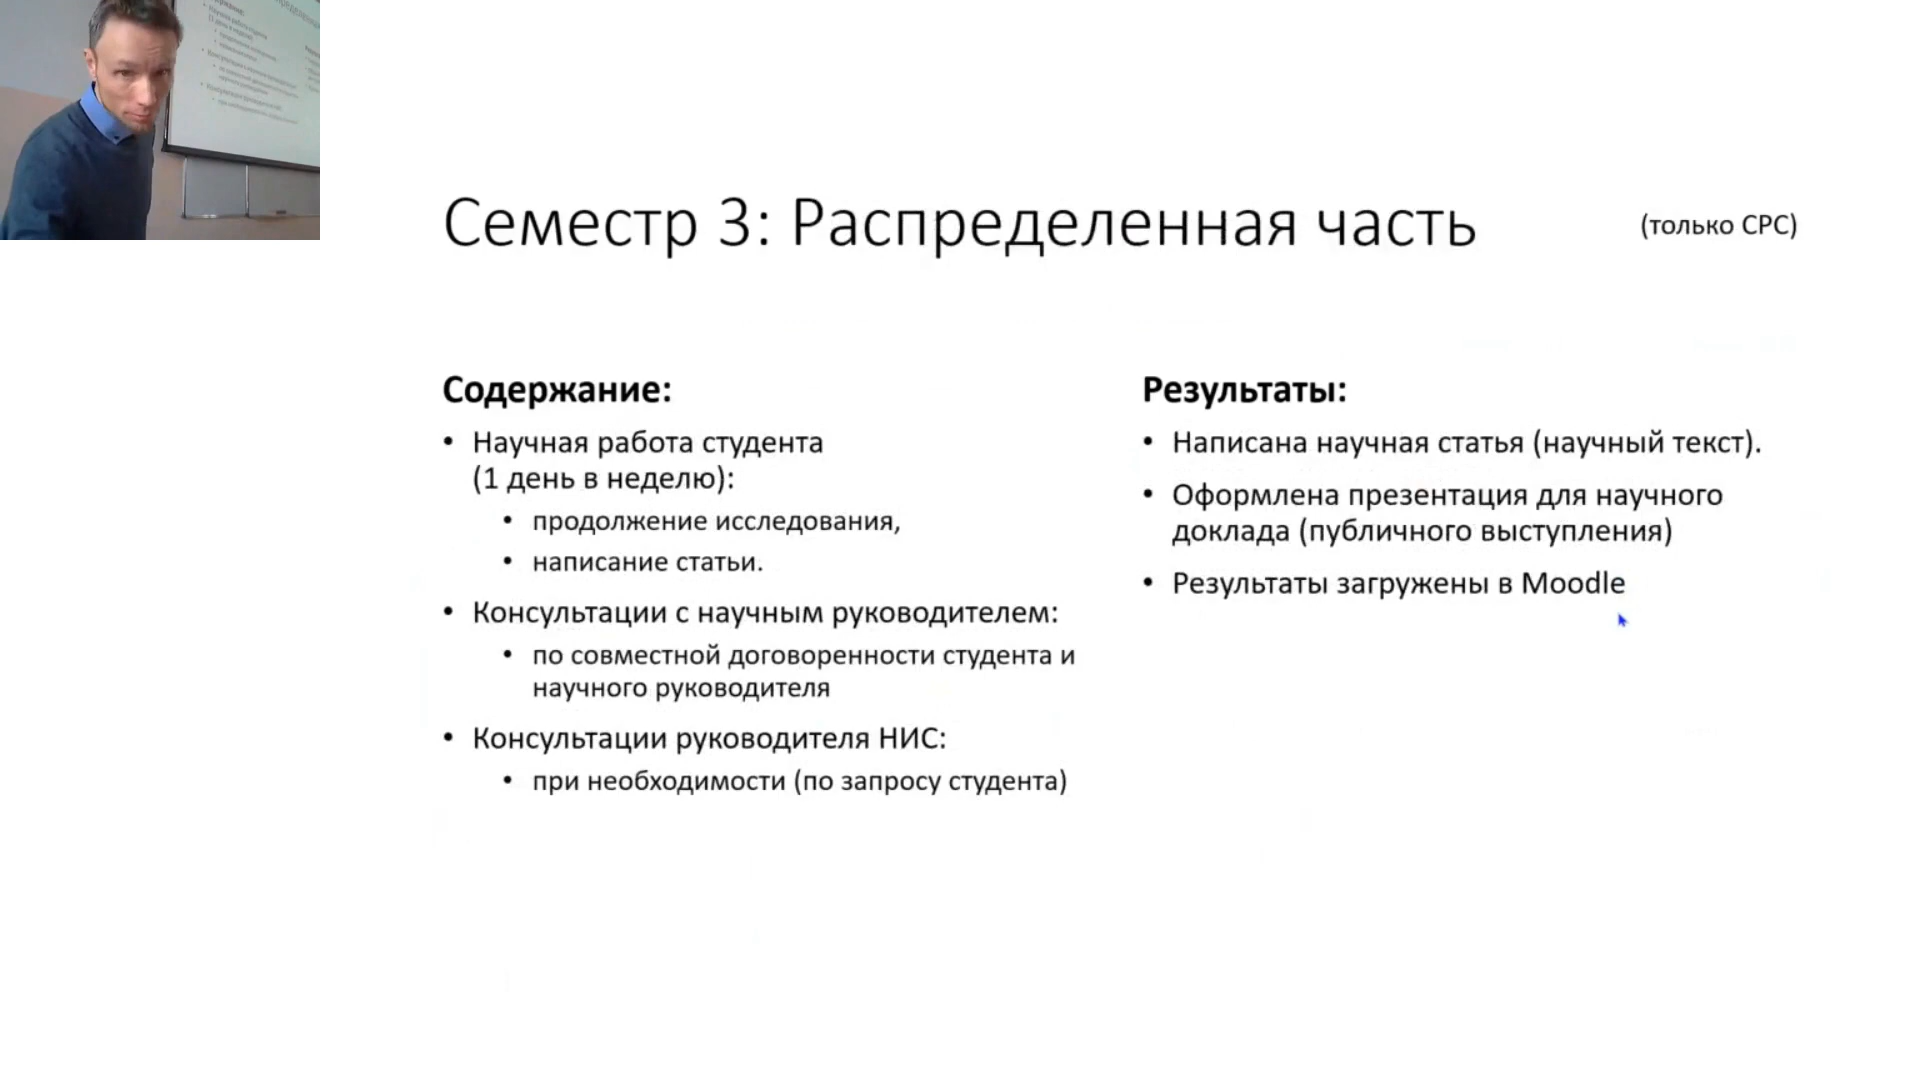 Семестр 3: Распределенная часть
(только СРС)
Содержание:
• Научная работа студента
(1 день в неделю):
• продолжение исследования,
• написание статьи.
• Консультации с научным руководителем:
• по совместной договоренности студента и
научного руководителя
• Консультации руководителя НИС:
• при необходимости (по запросу студента)
Результаты:
• Написана научная статья (научный текст).
• Оформлена презентация для научного
доклада (публичного выступления)
• Результаты загружены в Moodle